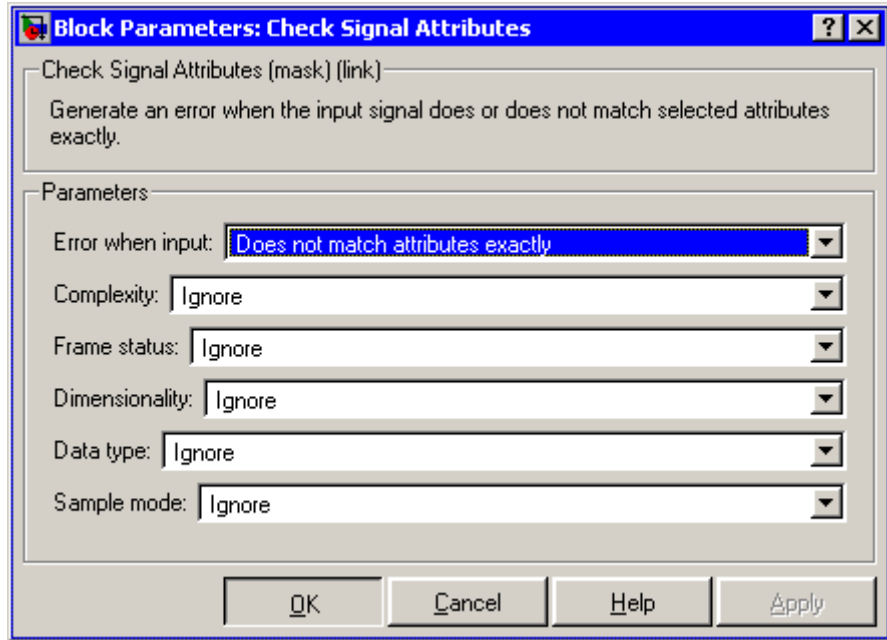 Block Parameters: Check Signal Attributes
Check Signal Attributes (mask) (link)
Generate an error when the input signal does or does not match selected attributes
exactly.
Parameters
Error when input: Does not match attributes exactly
Complexity: Ignore
Frame status: Ignore
Dimensionality: Ignore
Data type: Ignore
Sample mode: Ignore
OK Cancel Help Apply